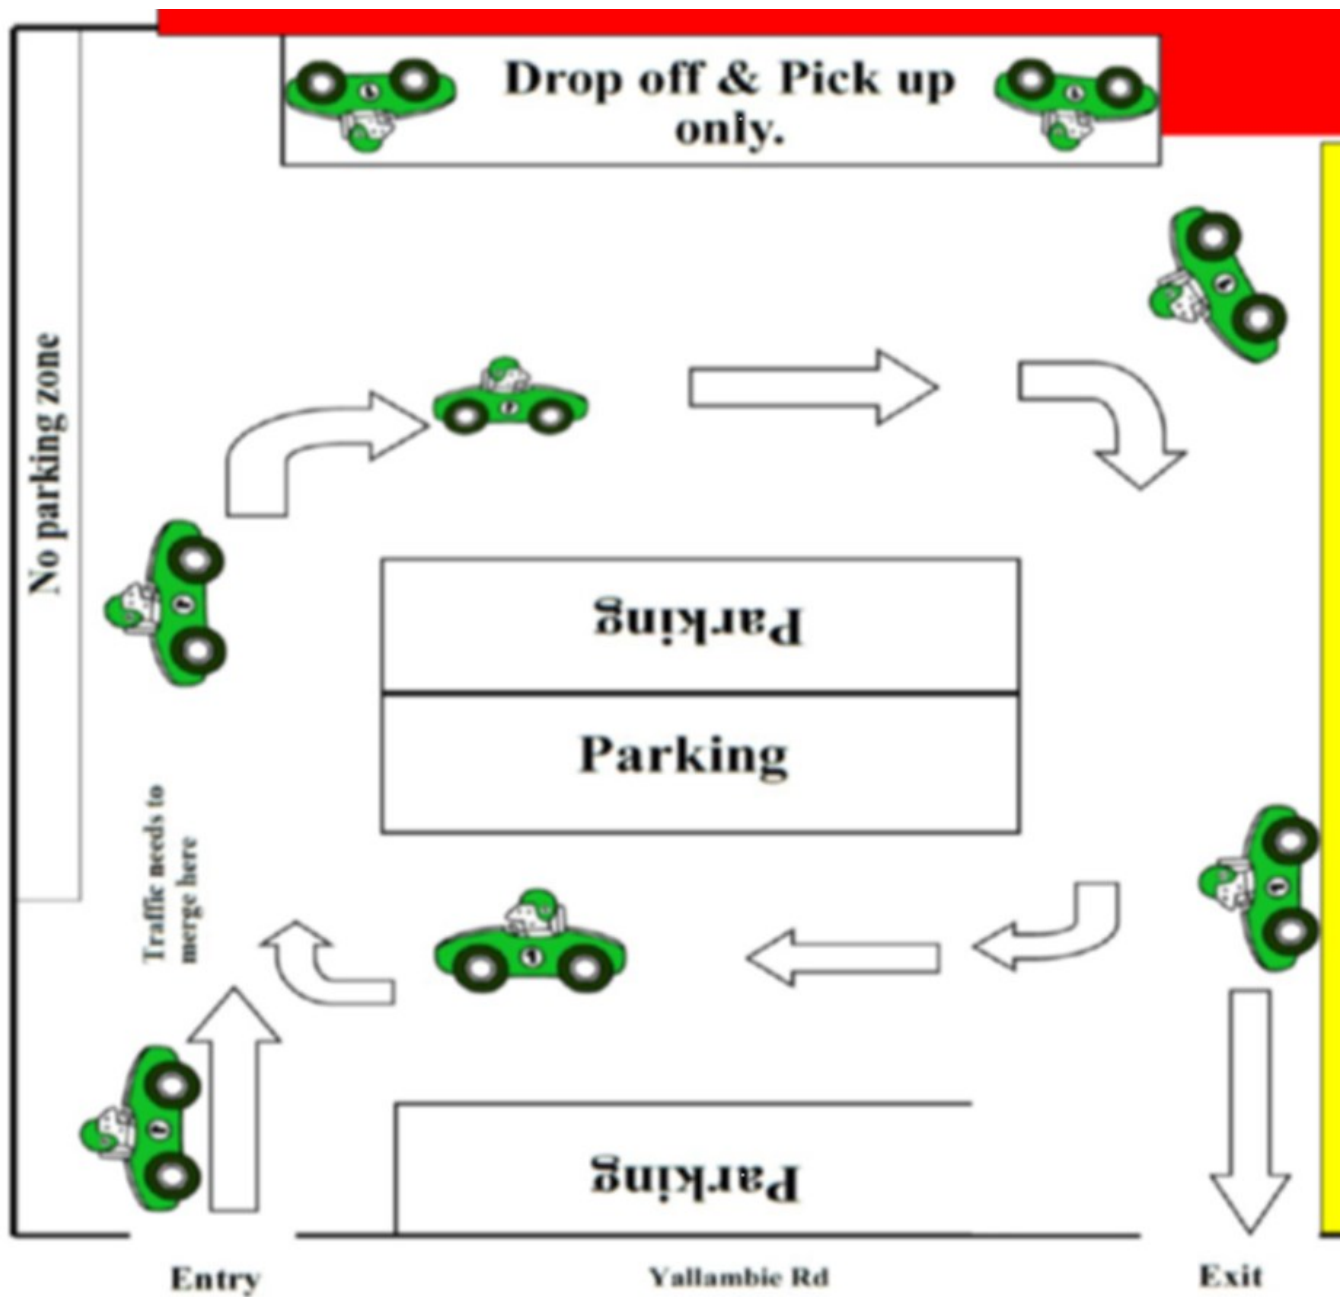 Drop off & Pick up
only.
No parking zone
Parking
Parking
Traffic needs to
merge here
Parking
Entry
Yallambie Rd
Exit